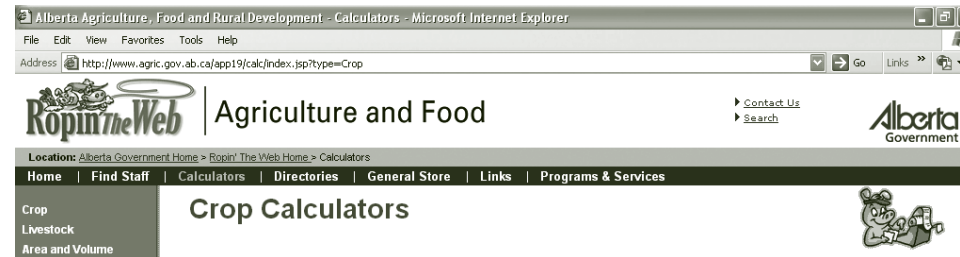 Alberta Agriculture, Food and Rural Development - Calculators - Microsoft Internet Explorer
File Edit View Favorites Tools Help
Address http://www.agric.gov.ab.ca/app19/calc/index.jsp?type=Crop Go Links »
Ropin' The Web
Agriculture and Food
Contact Us
Search
Alberta
Government
Location: Alberta Government Home > Ropin' The Web Home > Calculators
Home | Find Staff | Calculators | Directories | General Store | Links | Programs & Services
Crop
Livestock
Area and Volume
Crop Calculators